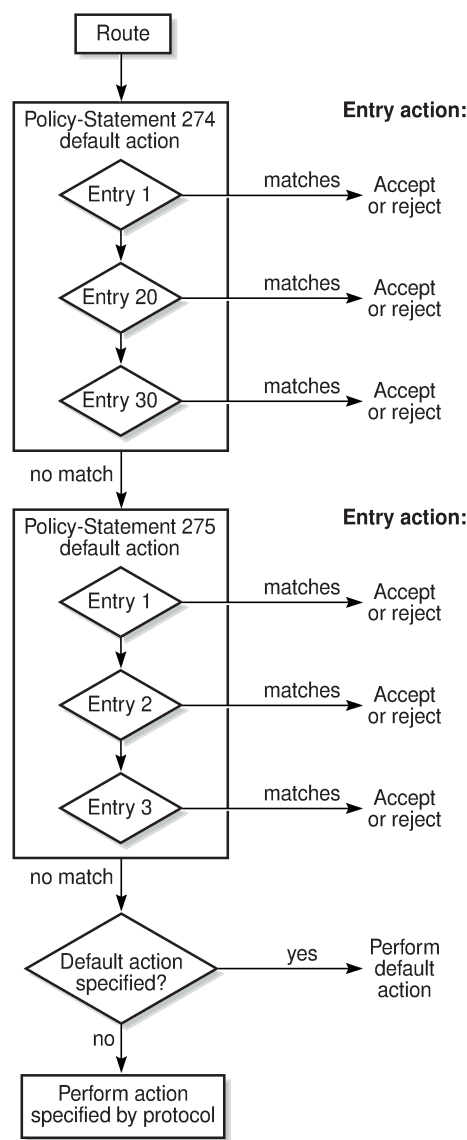 Route
Policy-Statement 274
default action
Entry action:
Entry 1
matches
Accept
or reject
Entry 20
matches
Accept
or reject
Entry 30
matches
Accept
or reject
no match
Policy-Statement 275
default action
Entry action:
Entry 1
matches
Accept
or reject
Entry 2
matches
Accept
or reject
Entry 3
matches
Accept
or reject
no match
Default action
specified?
yes
Perform
default
action
no
Perform action
specified by protocol